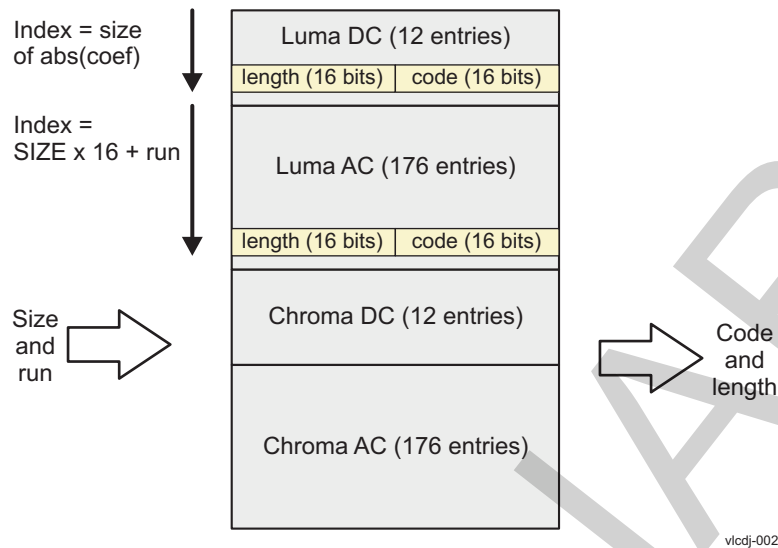 Index = size
of abs(coef)
Luma DC (12 entries)
length (16 bits) code (16 bits)
Index =
SIZE x 16 + run
Luma AC (176 entries)
length (16 bits) code (16 bits)
Size
and
run
Chroma DC (12 entries)
Code
and
length
Chroma AC (176 entries)
vlcdj-002